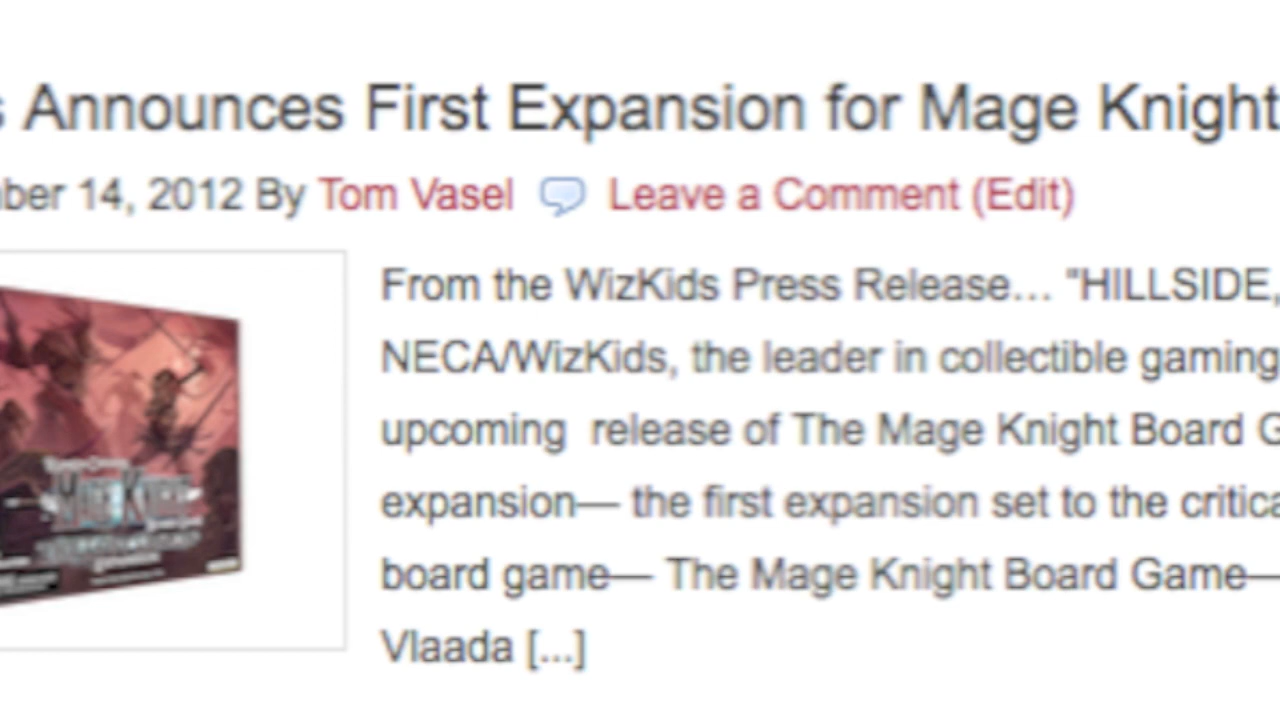 s Announces First Expansion for Mage Knight
ber 14, 2012 By Tom Vasel Leave a Comment (Edit)
From the WizKids Press Release... "HILLSIDE,
NECA/WizKids, the leader in collectible gaming
upcoming release of The Mage Knight Board G
expansion— the first expansion set to the critica
board game— The Mage Knight Board Game—
Vlaada [...]
MAGE KNIGHT